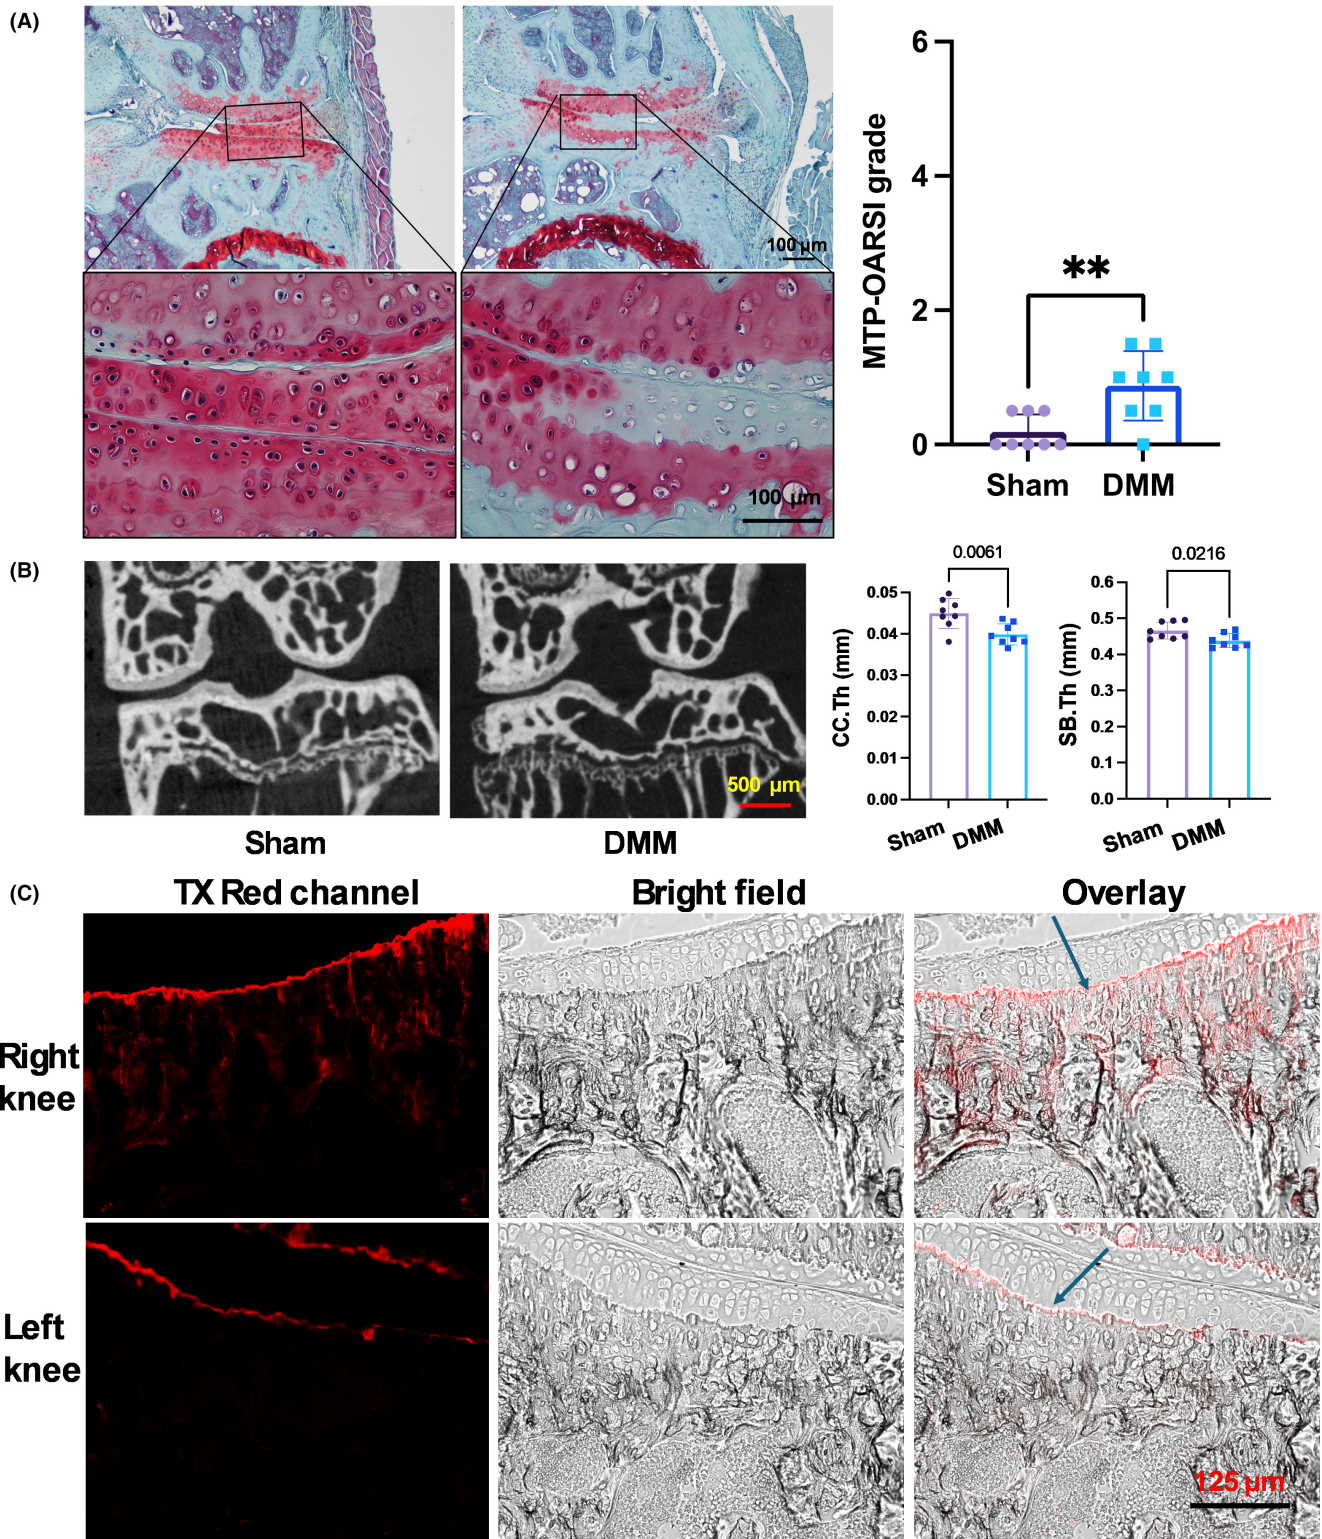 (A)
100 µm
100 µm
MTP-OARSI grade
6
4
2
0
**
Sham
DMM
(B)
500 µm
Sham
DMM
0.0061
CC.Th (mm)
0.05
0.04
0.03
0.02
0.01
0.00
Sham
DMM
0.0216
SB.Th (mm)
0.6
0.5
0.4
0.3
0.2
0.1
0.0
Sham
DMM
(C)
TX Red channel
Bright field
Overlay
Right
knee
Left
knee
125 µm